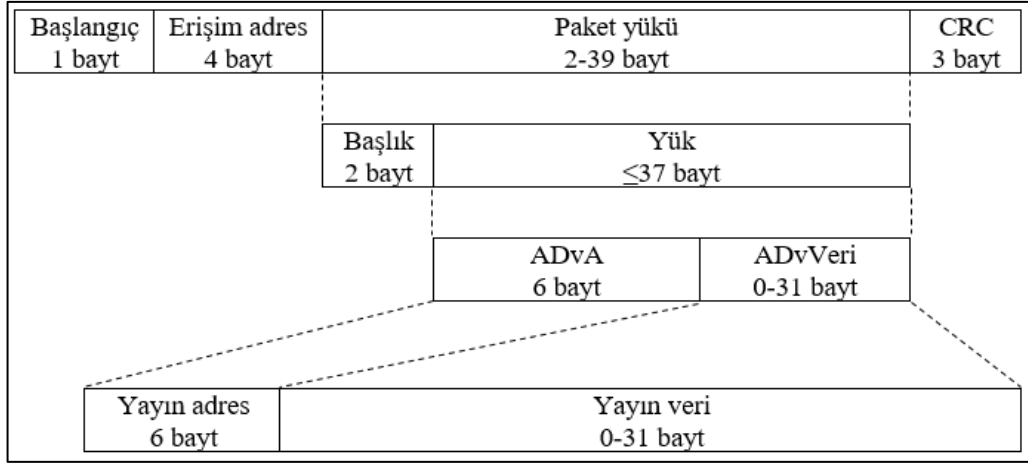 Başlangıç
1 bayt
Erişim adres
4 bayt
Paket yükü
2-39 bayt
CRC
3 bayt
Başlık
2 bayt
Yük
≤37 bayt
ADvA
6 bayt
ADvVeri
0-31 bayt
Yayın adres
6 bayt
Yayın veri
0-31 bayt